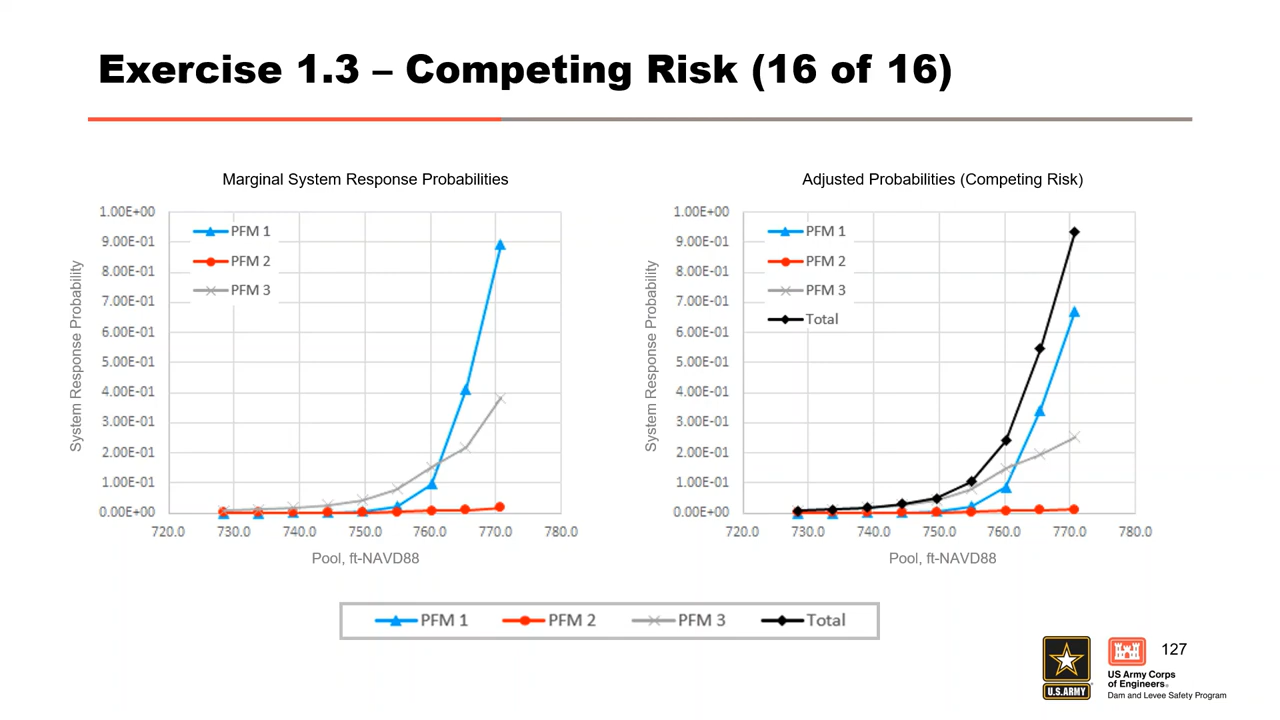 Exercise 1.3 – Competing Risk (16 of 16)
Marginal System Response Probabilities
System Response Probability
1.00E+00
9.00E-01
8.00E-01
7.00E-01
6.00E-01
5.00E-01
4.00E-01
3.00E-01
2.00E-01
1.00E-01
0.00E+00
PFM 1
PFM 2
PFM 3
720.0 730.0 740.0 750.0 760.0 770.0 780.0
Pool, ft-NAVD88
Adjusted Probabilities (Competing Risk)
System Response Probability
1.00E+00
9.00E-01
8.00E-01
7.00E-01
6.00E-01
5.00E-01
4.00E-01
3.00E-01
2.00E-01
1.00E-01
0.00E+00
PFM 1
PFM 2
PFM 3
Total
720.0 730.0 740.0 750.0 760.0 770.0 780.0
Pool, ft-NAVD88
PFM 1 PFM 2 PFM 3 Total
U.S.ARMY
US Army Corps
of Engineers®
Dam and Levee Safety Program
127